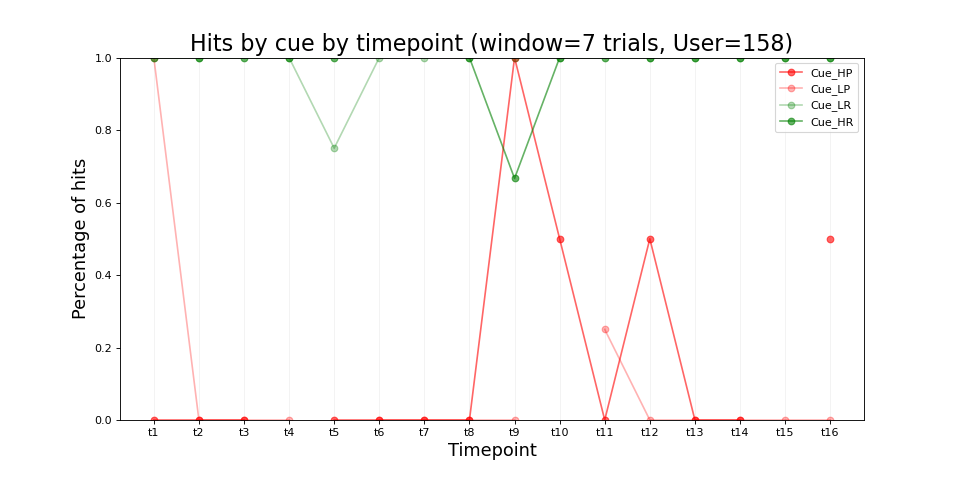 Hits by cue by timepoint (window=7 trials, User=158)
Percentage of hits
1.0
0.8
0.6
0.4
0.2
0.0
Cue_HP
Cue_LP
Cue_LR
Cue_HR
t1 t2 t3 t4 t5 t6 t7 t8 t9 t10 t11 t12 t13 t14 t15 t16
Timepoint